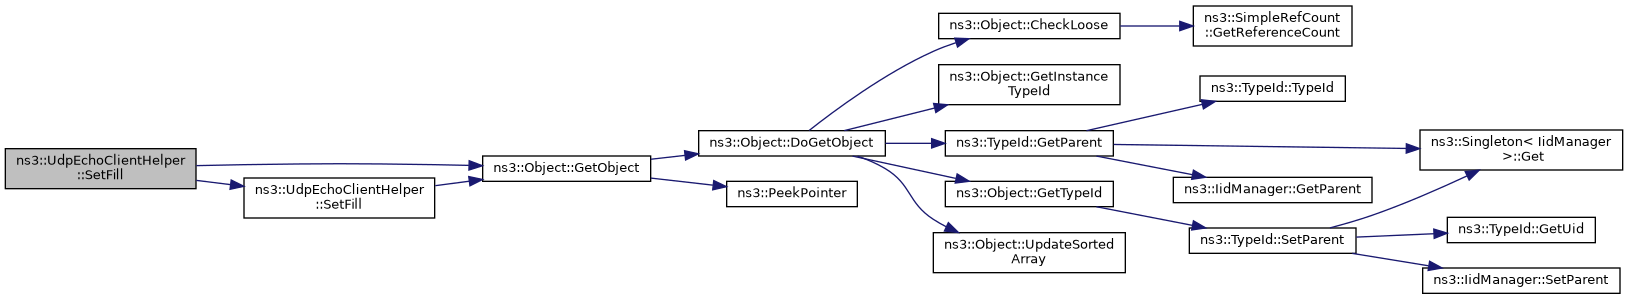 ns3::UdpEchoClientHelper
::SetFill
ns3::UdpEchoClientHelper
::SetFill
ns3::Object::GetObject
ns3::Object::DoGetObject
ns3::PeekPointer
ns3::Object::CheckLoose
ns3::Object::GetInstance
TypeId
ns3::TypeId::GetParent
ns3::Object::GetTypeId
ns3::Object::UpdateSorted
Array
ns3::SimpleRefCount
::GetReferenceCount
ns3::TypeId::TypeId
ns3::IidManager::GetParent
ns3::TypeId::SetParent
ns3::Singleton< IidManager
>::Get
ns3::TypeId::GetUid
ns3::IidManager::SetParent